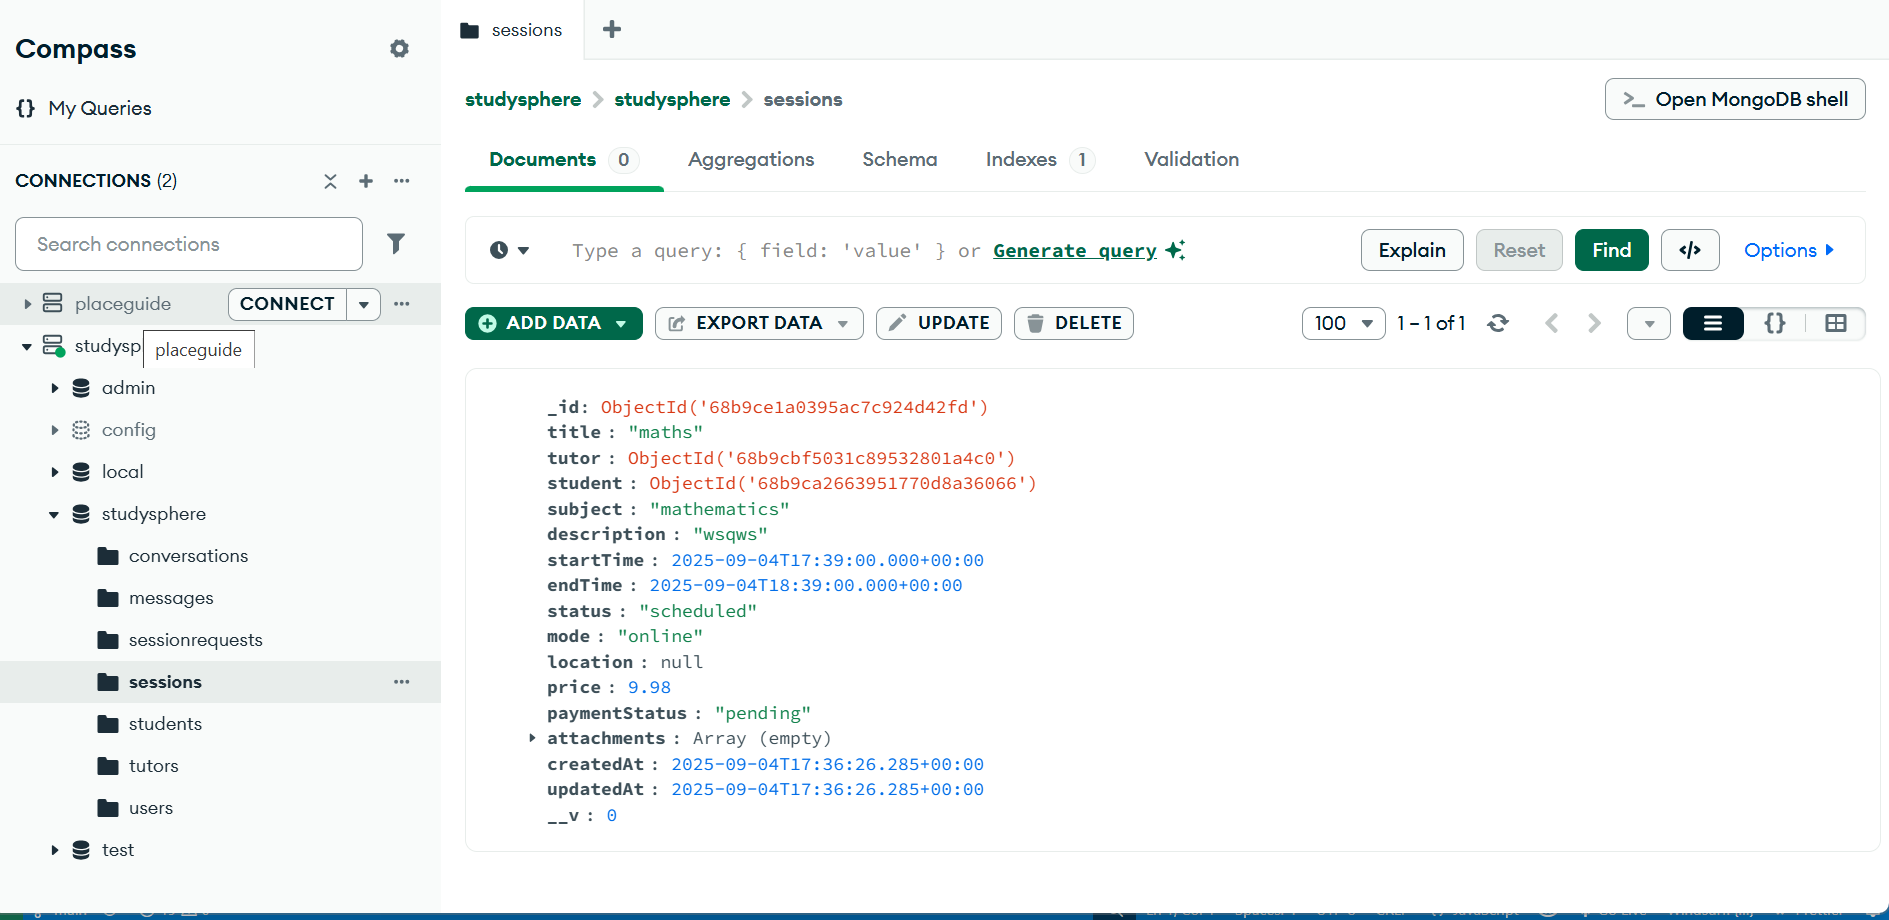 Compass
My Queries
CONNECTIONS (2)
Search connections
placeguide
CONNECT
studysp
placeguide
admin
config
local
studysphere
conversations
messages
sessionrequests
sessions
students
tutors
users
test
sessions
studysphere > studysphere > sessions
>_ Open MongoDB shell
Documents 0 Aggregations Schema Indexes 1 Validation
Type a query: { field: 'value' } or Generate query
Explain Reset Find </> Options
ADD DATA EXPORT DATA UPDATE DELETE
100 1 – 1 of 1 {}
_id: ObjectId('68b9ce1a0395ac7c924d42fd')
title : "maths"
tutor : ObjectId('68b9cbf5031c89532801a4c0')
student : ObjectId('68b9ca2663951770d8a36066')
subject : "mathematics"
description : "wsqws"
startTime : 2025-09-04T17:39:00.000+00:00
endTime : 2025-09-04T18:39:00.000+00:00
status : "scheduled"
mode : "online"
location : null
price : 9.98
paymentStatus : "pending"
attachments : Array (empty)
createdAt : 2025-09-04T17:36:26.285+00:00
updatedAt : 2025-09-04T17:36:26.285+00:00
__v : 0